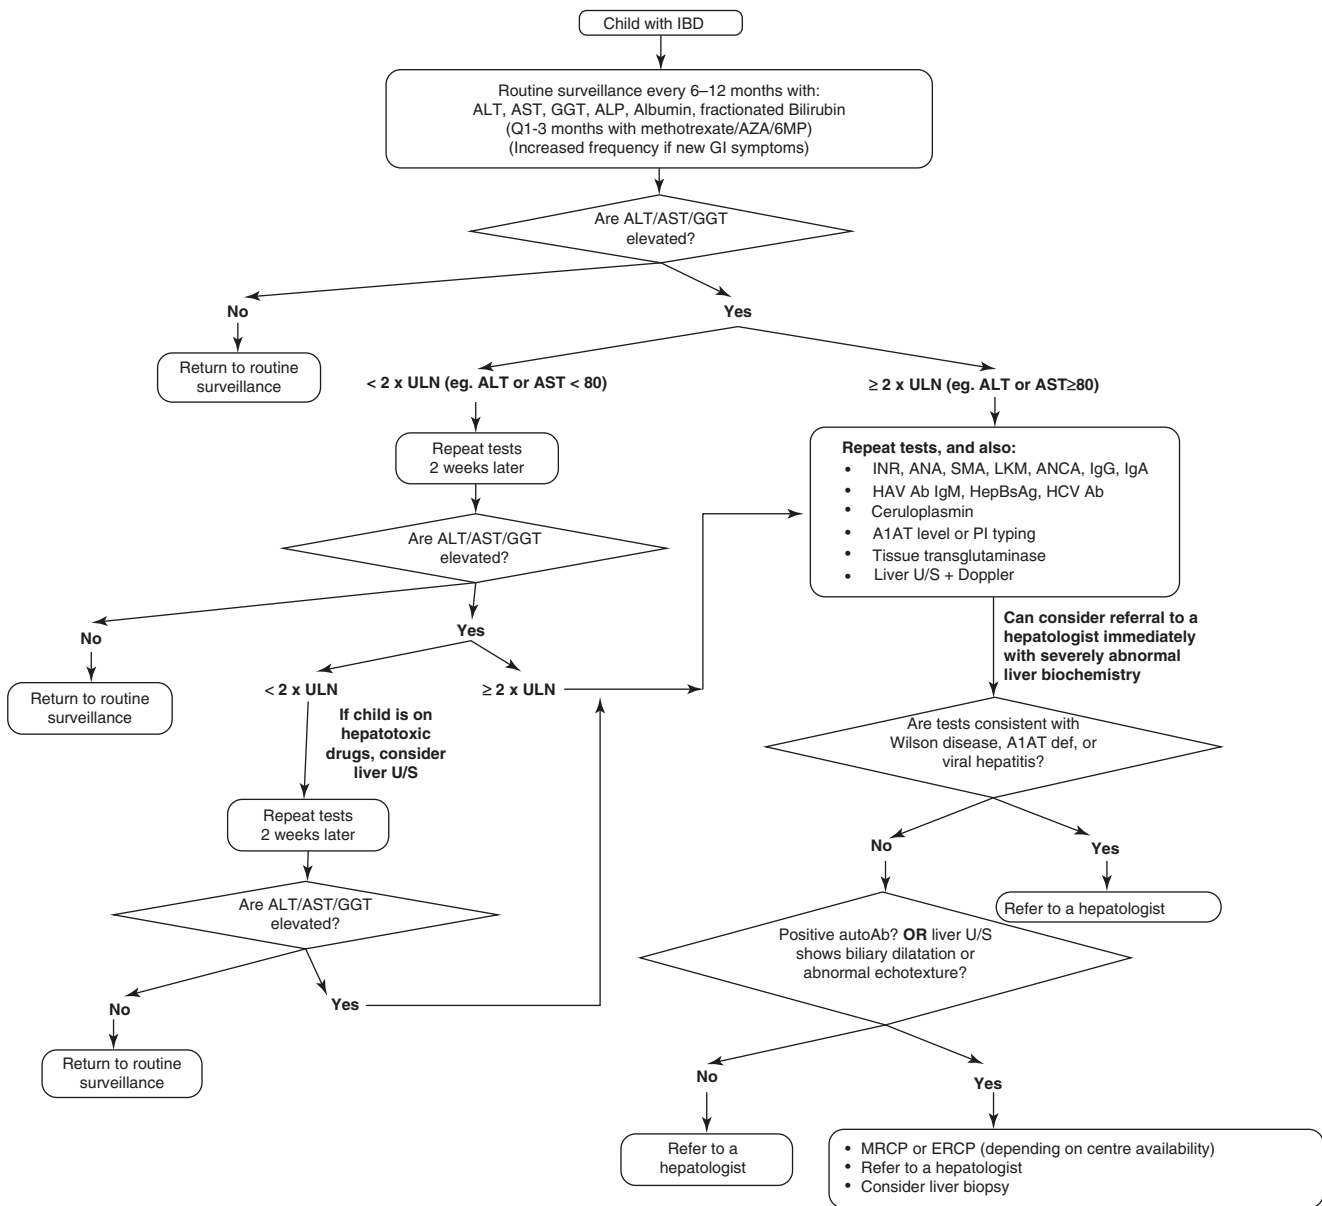 Child with IBD
Routine surveillance every 6–12 months with:
ALT, AST, GGT, ALP, Albumin, fractionated Bilirubin
(Q1-3 months with methotrexate/AZA/6MP)
(Increased frequency if new GI symptoms)
Are ALT/AST/GGT
elevated?
No
Yes
Return to routine
surveillance
< 2 x ULN (eg. ALT or AST < 80)
≥ 2 x ULN (eg. ALT or AST≥80)
Repeat tests
2 weeks later
Repeat tests, and also:
• INR, ANA, SMA, LKM, ANCA, IgG, IgA
• HAV Ab IgM, HepBsAg, HCV Ab
• Ceruloplasmin
• A1AT level or PI typing
• Tissue transglutaminase
• Liver U/S + Doppler
Are ALT/AST/GGT
elevated?
No
Yes
Return to routine
surveillance
< 2 x ULN
≥ 2 x ULN
If child is on
hepatotoxic
drugs, consider
liver U/S
Can consider referral to a
hepatologist immediately
with severely abnormal
liver biochemistry
Are tests consistent with
Wilson disease, A1AT def, or
viral hepatitis?
Repeat tests
2 weeks later
No
Yes
Refer to a hepatologist
Are ALT/AST/GGT
elevated?
No
Yes
Return to routine
surveillance
Positive autoAb? OR liver U/S
shows biliary dilatation or
abnormal echotexture?
No
Yes
Refer to a
hepatologist
• MRCP or ERCP (depending on centre availability)
• Refer to a hepatologist
• Consider liver biopsy